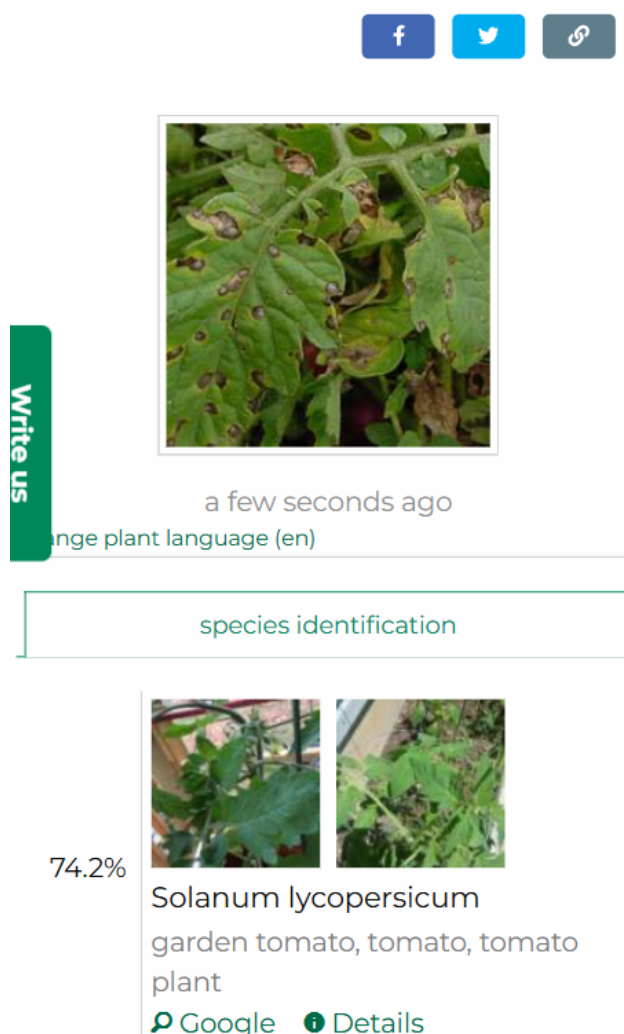 Write us
a few seconds ago
ange plant language (en)
species identification
74.2%
Solanum lycopersicum
garden tomato, tomato, tomato
plant
Google Details